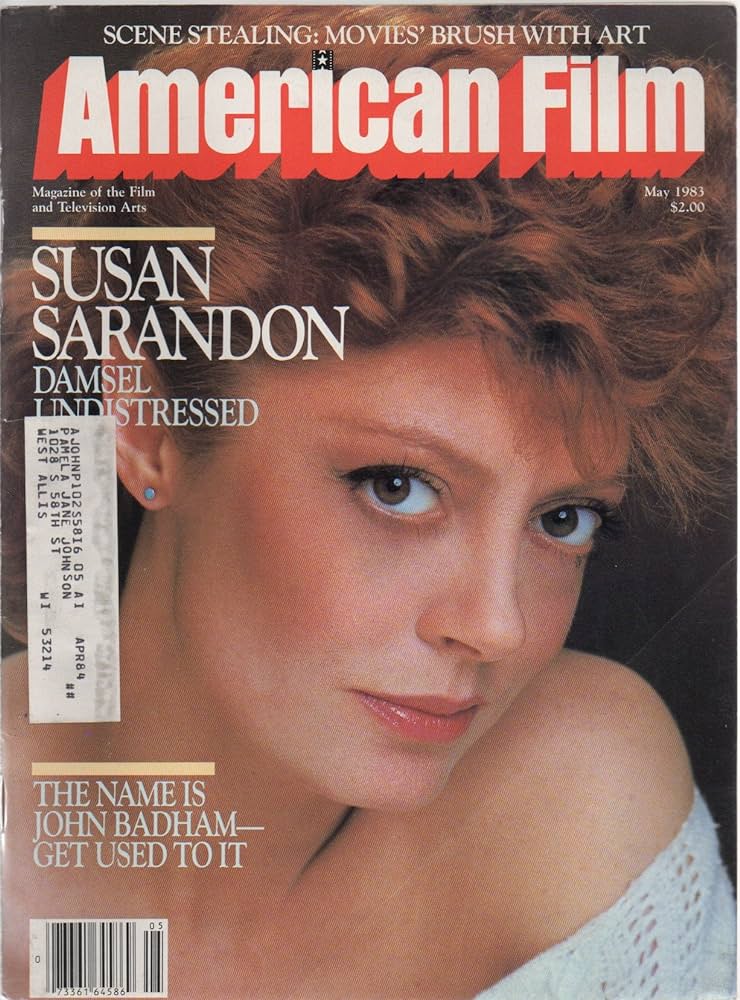 SCENE STEALING: MOVIES' BRUSH WITH ART
American Film
Magazine of the Film
and Television Arts
May 1983
$2.00
SUSAN
SARANDON
DAMSEL
UNDISTRESSED
AJOHNP102S5816 05 AI APR84 ##
PAMELA JANE JOHNSON
1028 S 58TH ST
WEST ALLIS WI 53214
THE NAME IS
JOHN BADHAM—
GET USED TO IT
05
0
73361 64586